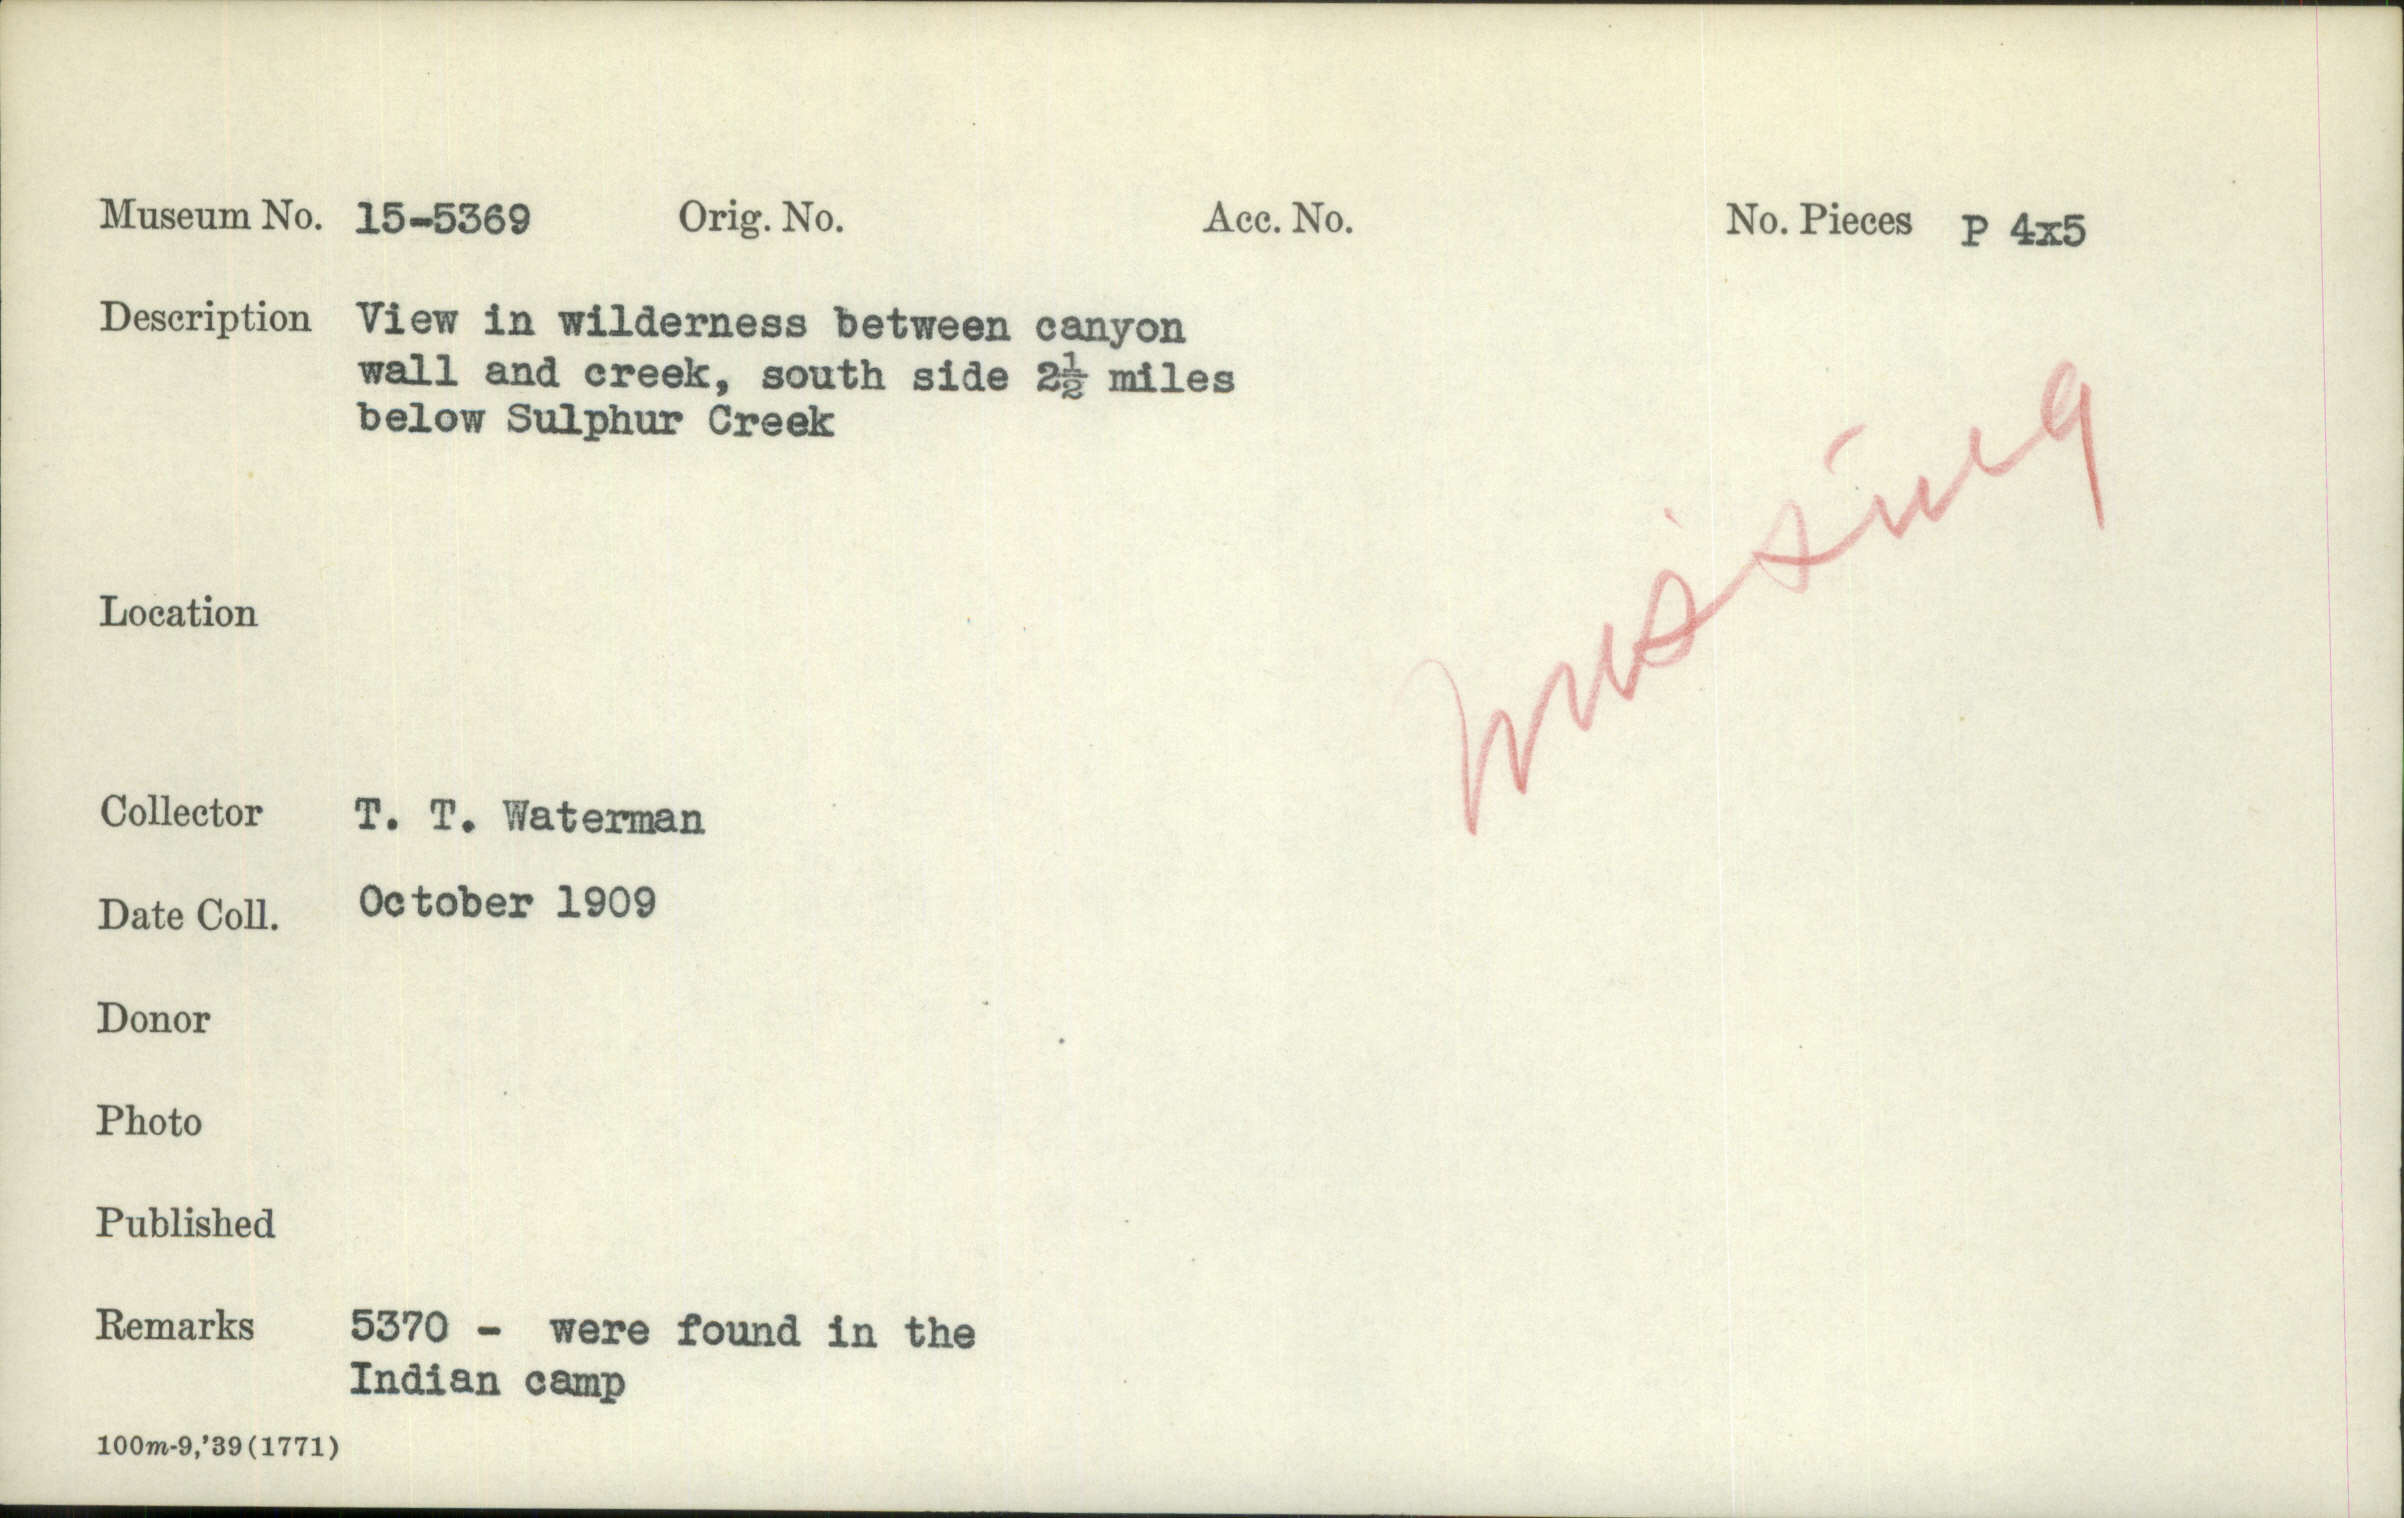 Museum No. 15-5369 Orig. No. Acc. No. No. Pieces P 4x5
Description View in wilderness between canyon
wall and creek, south side 2½ miles
below Sulphur Creek
missing
Location
Collector T. T. Waterman
Date Coll. October 1909
Donor
Photo
Published
Remarks 5370 - were found in the
Indian camp
100m-9,'39(1771)